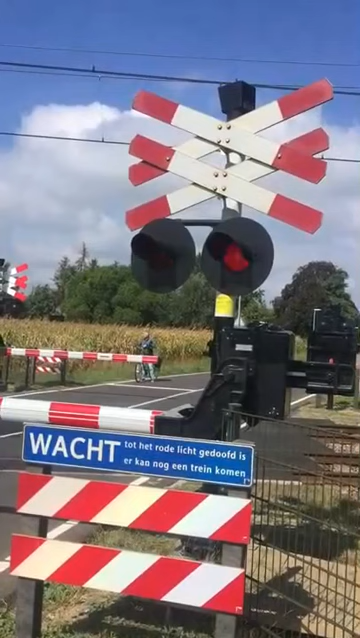 WACHT tot het rode licht gedoofd is
er kan nog een trein komen